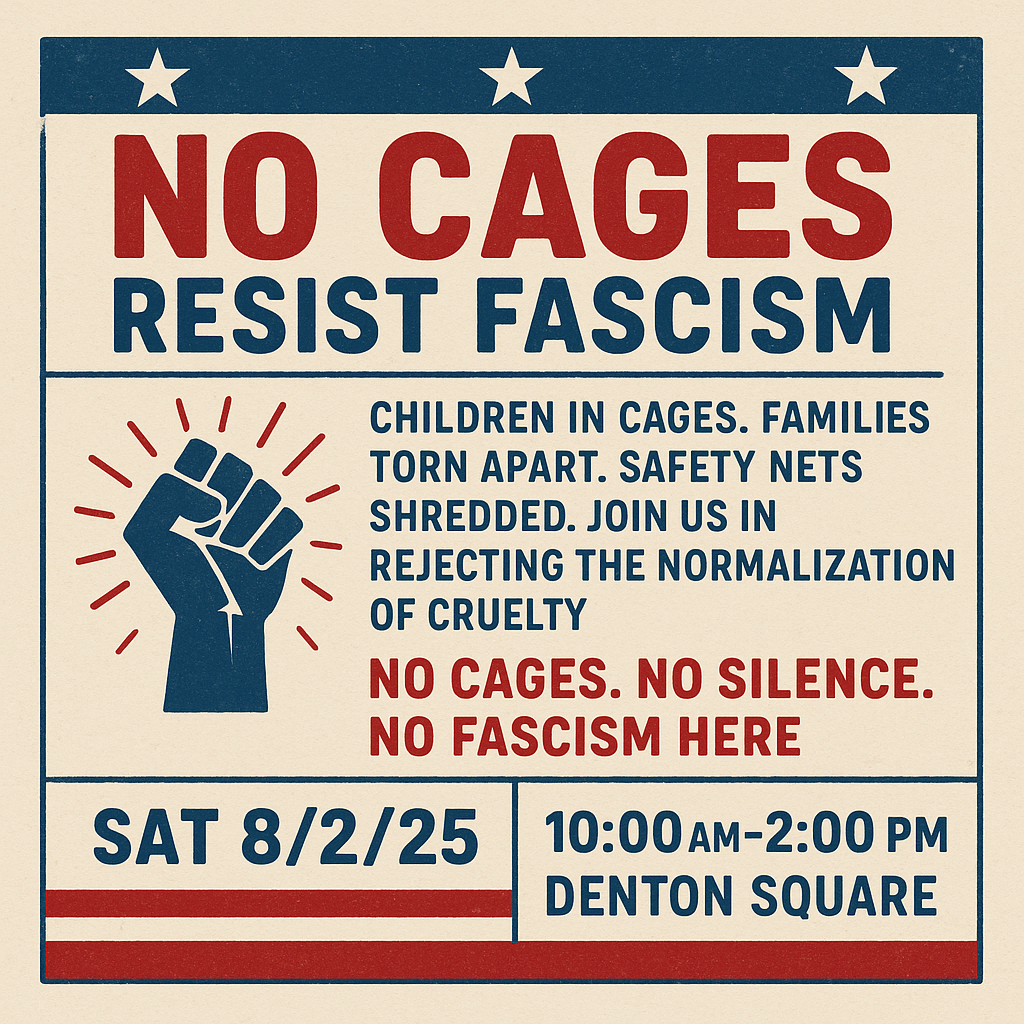 NO CAGES
RESIST FASCISM
CHILDREN IN CAGES. FAMILIES
TORN APART. SAFETY NETS
SHREDDED. JOIN US IN
REJECTING THE NORMALIZATION
OF CRUELTY
NO CAGES. NO SILENCE.
NO FASCISM HERE
SAT 8/2/25
10:00 AM–2:00 PM
DENTON SQUARE